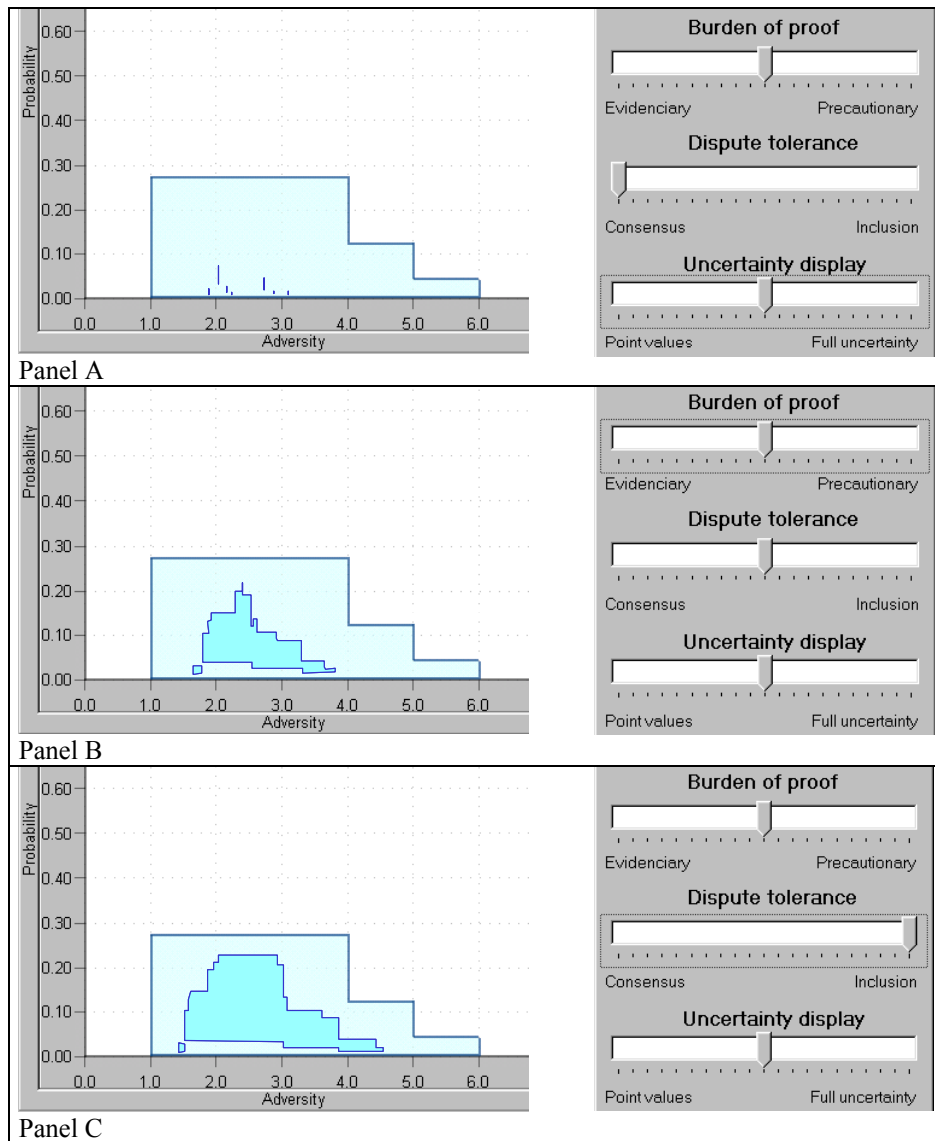 0.60
0.50
0.40
0.30
0.20
0.10
0.00
Probability
0.0 1.0 2.0 3.0 4.0 5.0 6.0
Adversity
Burden of proof
Evidenciary Precautionary
Dispute tolerance
Consensus Inclusion
Uncertainty display
Point values Full uncertainty
Panel A
0.60
0.50
0.40
0.30
0.20
0.10
0.00
Probability
0.0 1.0 2.0 3.0 4.0 5.0 6.0
Adversity
Burden of proof
Evidenciary Precautionary
Dispute tolerance
Consensus Inclusion
Uncertainty display
Point values Full uncertainty
Panel B
0.60
0.50
0.40
0.30
0.20
0.10
0.00
Probability
0.0 1.0 2.0 3.0 4.0 5.0 6.0
Adversity
Burden of proof
Evidenciary Precautionary
Dispute tolerance
Consensus Inclusion
Uncertainty display
Point values Full uncertainty
Panel C